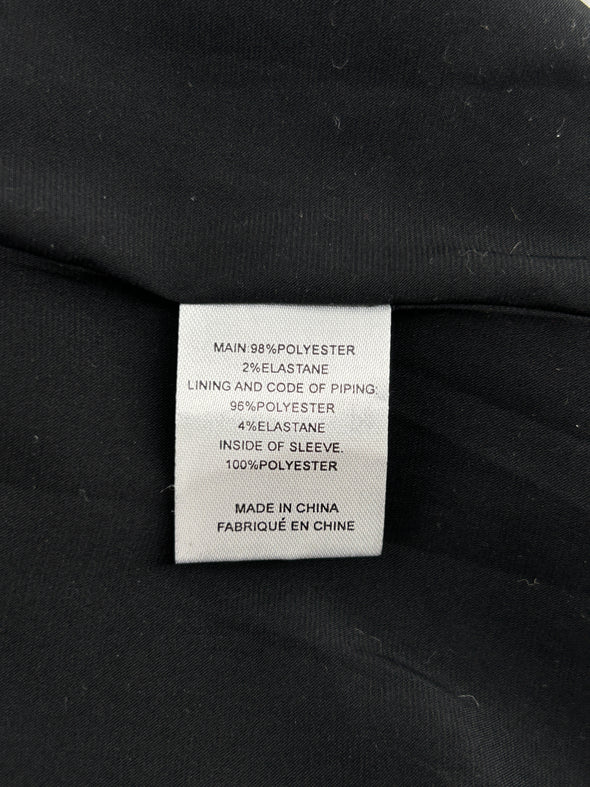 MAIN:98%POLYESTER
2%ELASTANE
LINING AND CODE OF PIPING:
96%POLYESTER
4%ELASTANE
INSIDE OF SLEEVE.
100%POLYESTER
MADE IN CHINA
FABRIQUÉ EN CHINE